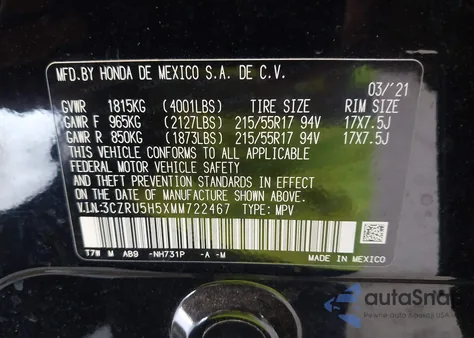 MFD.BY HONDA DE MEXICO S.A. DE C.V.
03/'21
GVWR 1815KG (4001LBS) TIRE SIZE RIM SIZE
GAWR F 965KG (2127LBS) 215/55R17 94V 17X7.5J
GAWR R 850KG (1873LBS) 215/55R17 94V 17X7.5J
THIS VEHICLE CONFORMS TO ALL APPLICABLE
FEDERAL MOTOR VEHICLE SAFETY
AND THEFT PREVENTION STANDARDS IN EFFECT
ON THE DATE OF MANUFACTURE SHOWN ABOVE.
V.I.N:3CZRU5H5XMM722467 TYPE: MPV
T7W M AB9 -NH731P -A -M
MADE IN MEXICO
autoSnap
Pewne auta z USA